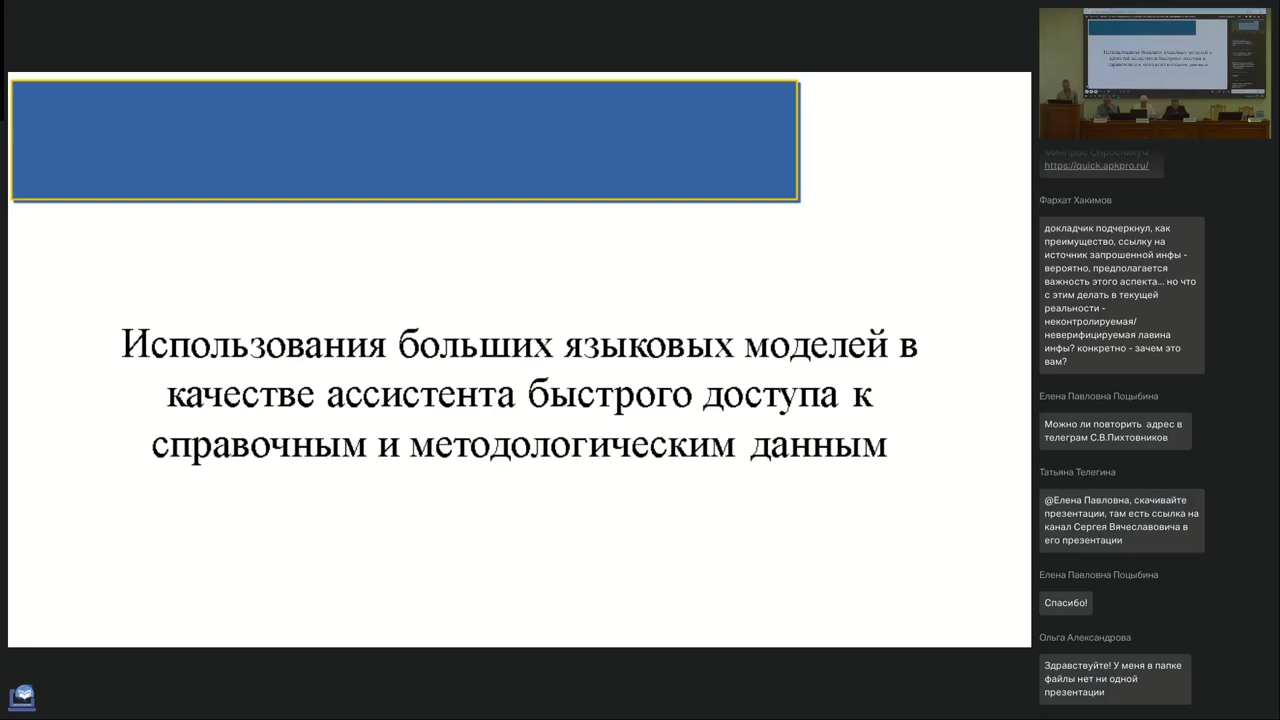 Использования больших языковых моделей в
качестве ассистента быстрого доступа к
справочным и методологическим данным
МинПрос Опросникум
https://quick.apkpro.ru/
Фархат Хакимов
докладчик подчеркнул, как
преимущество, ссылку на
источник запрошенной инфы -
вероятно, предполагается
важность этого аспекта... но что
с этим делать в текущей
реальности -
неконтролируемая/
неверифицируемая лавина
инфы? конкретно - зачем это
вам?
Елена Павловна Поцыбина
Можно ли повторить адрес в
телеграм С.В.Пихтовников
Татьяна Телегина
@Елена Павловна, скачивайте
презентации, там есть ссылка на
канал Сергея Вячеславовича в
его презентации
Елена Павловна Поцыбина
Спасибо!
Ольга Александрова
Здравствуйте! У меня в папке
файлы нет ни одной
презентации